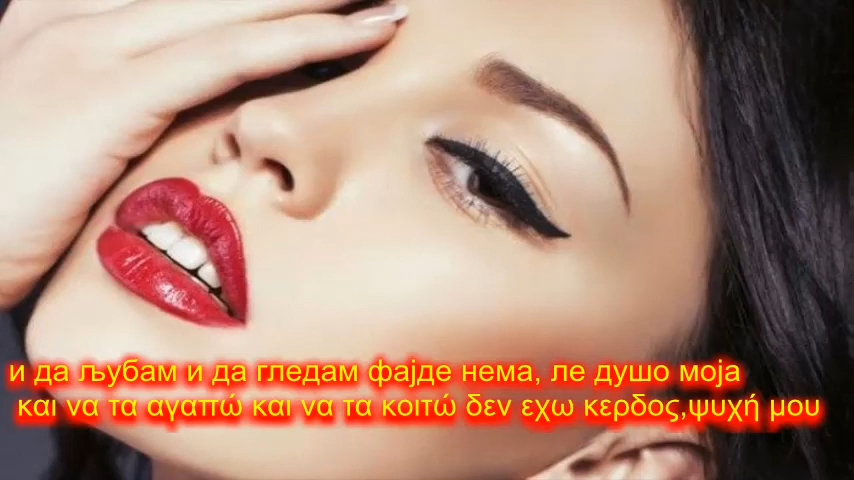 и да љубам и да гледам фајде нема, ле душо моја
και να τα αγαπώ και να τα κοιτώ δεν εχω κερδος,ψυχή μου